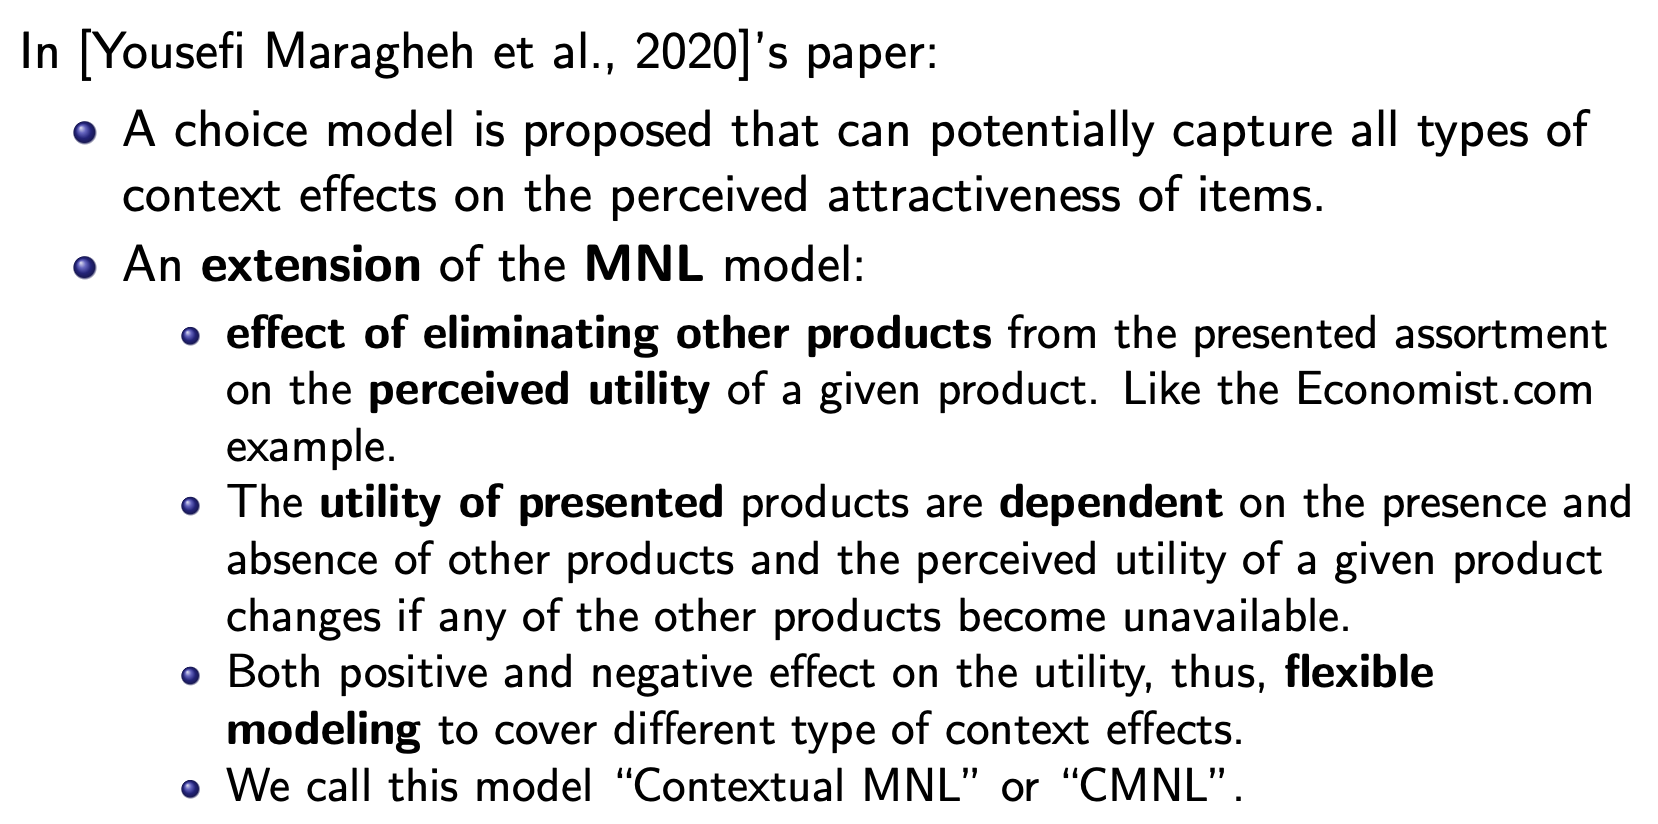 In [Yousefi Maragheh et al., 2020]'s paper:
A choice model is proposed that can potentially capture all types of
context effects on the perceived attractiveness of items.
An extension of the MNL model:
effect of eliminating other products from the presented assortment
on the perceived utility of a given product. Like the Economist.com
example.
The utility of presented products are dependent on the presence and
absence of other products and the perceived utility of a given product
changes if any of the other products become unavailable.
Both positive and negative effect on the utility, thus, flexible
modeling to cover different type of context effects.
We call this model “Contextual MNL” or “CMNL”.